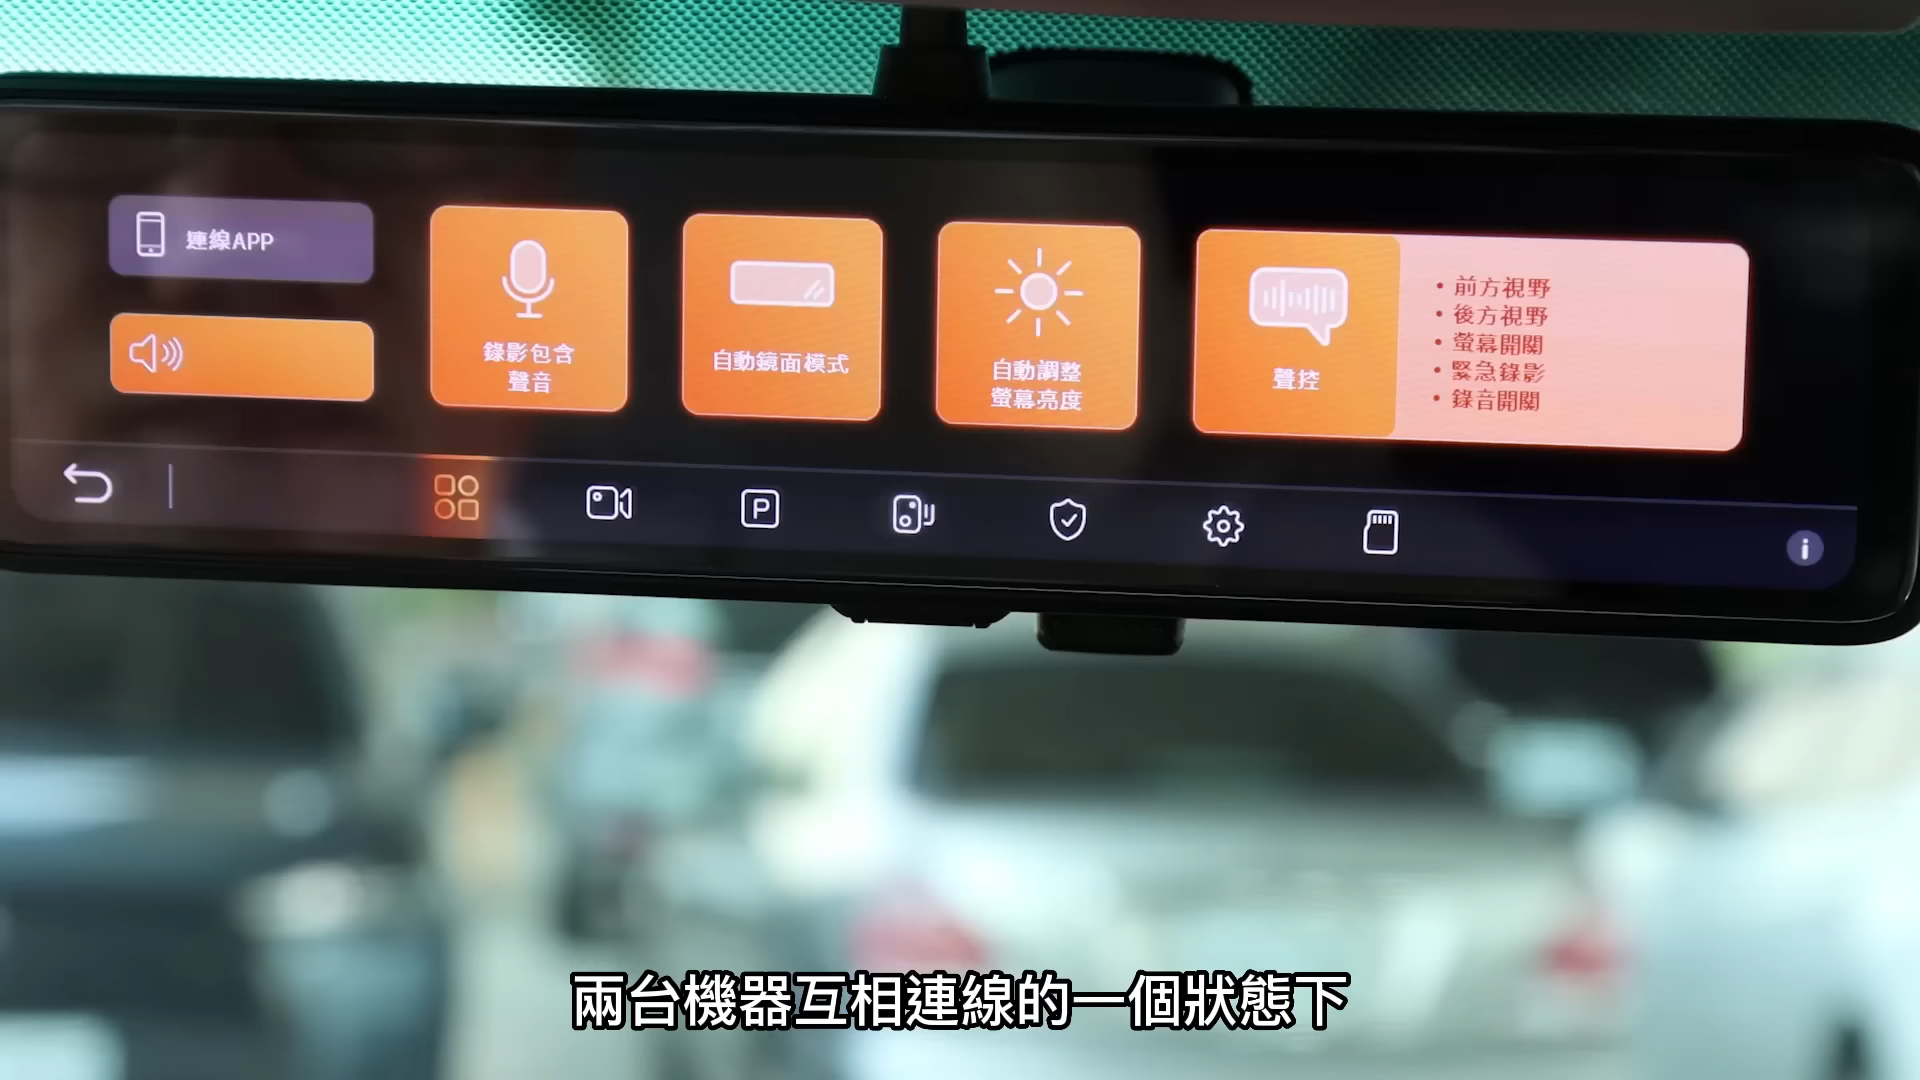 連線APP
錄影包含
聲音
自動鏡面模式
自動調整
螢幕亮度
聲控
• 前方視野
• 後方視野
• 螢幕開關
• 緊急錄影
• 錄音開關
P
i
兩台機器互相連線的一個狀態下